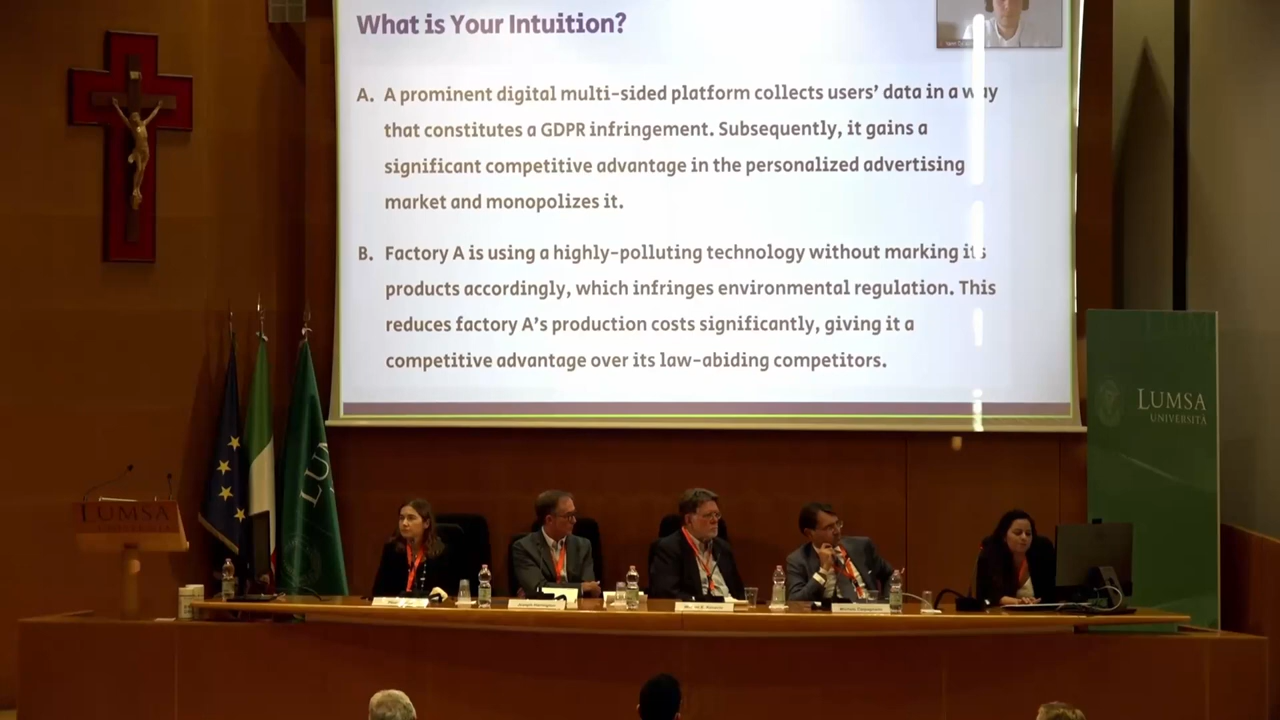 What is Your Intuition?
A. A prominent digital multi-sided platform collects users' data in a way
that constitutes a GDPR infringement. Subsequently, it gains a
significant competitive advantage in the personalized advertising
market and monopolizes it.
B. Factory A is using a highly-polluting technology without marking its
products accordingly, which infringes environmental regulation. This
reduces factory A's production costs significantly, giving it a
competitive advantage over its law-abiding competitors.
LUMSA
UNIVERSITÀ
LUM
LUMSA